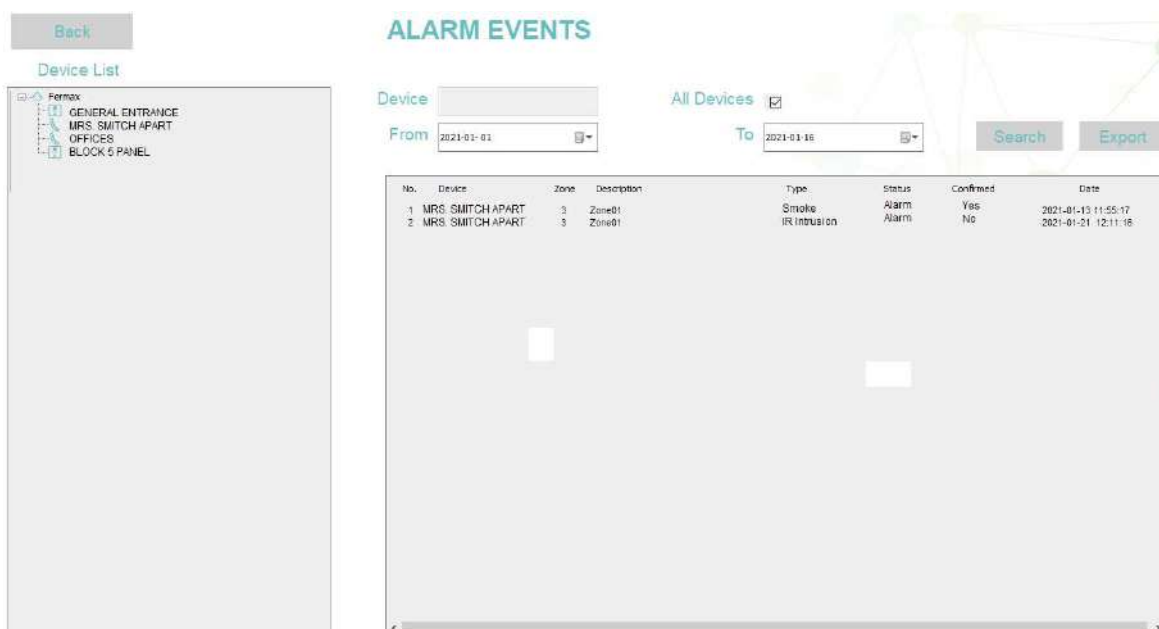 Back
ALARM EVENTS
Device List
Fermax
GENERAL ENTRANCE
MRS. SMITCH APART
OFFICES
BLOCK 5 PANEL
Device
All Devices
From 2021-01-01
To 2021-01-16
Search
Export
No. Device Zone Description Type Status Confirmed Date
1 MRS. SMITCH APART 3 Zone01 Smoke Alarm Yes 2021-01-13 11:55:17
2 MRS. SMITCH APART 3 Zone01 IR Intrusion Alarm No 2021-01-21 12:11:16